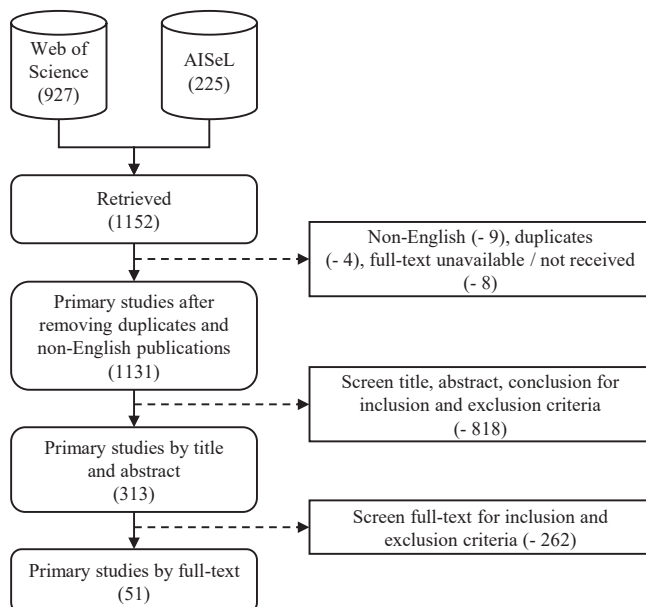 Web of
Science
(927)
AISeL
(225)
Retrieved
(1152)
Non-English (- 9), duplicates
(- 4), full-text unavailable / not received
(- 8)
Primary studies after
removing duplicates and
non-English publications
(1131)
Screen title, abstract, conclusion for
inclusion and exclusion criteria
(- 818)
Primary studies by title
and abstract
(313)
Screen full-text for inclusion and
exclusion criteria (- 262)
Primary studies by full-text
(51)